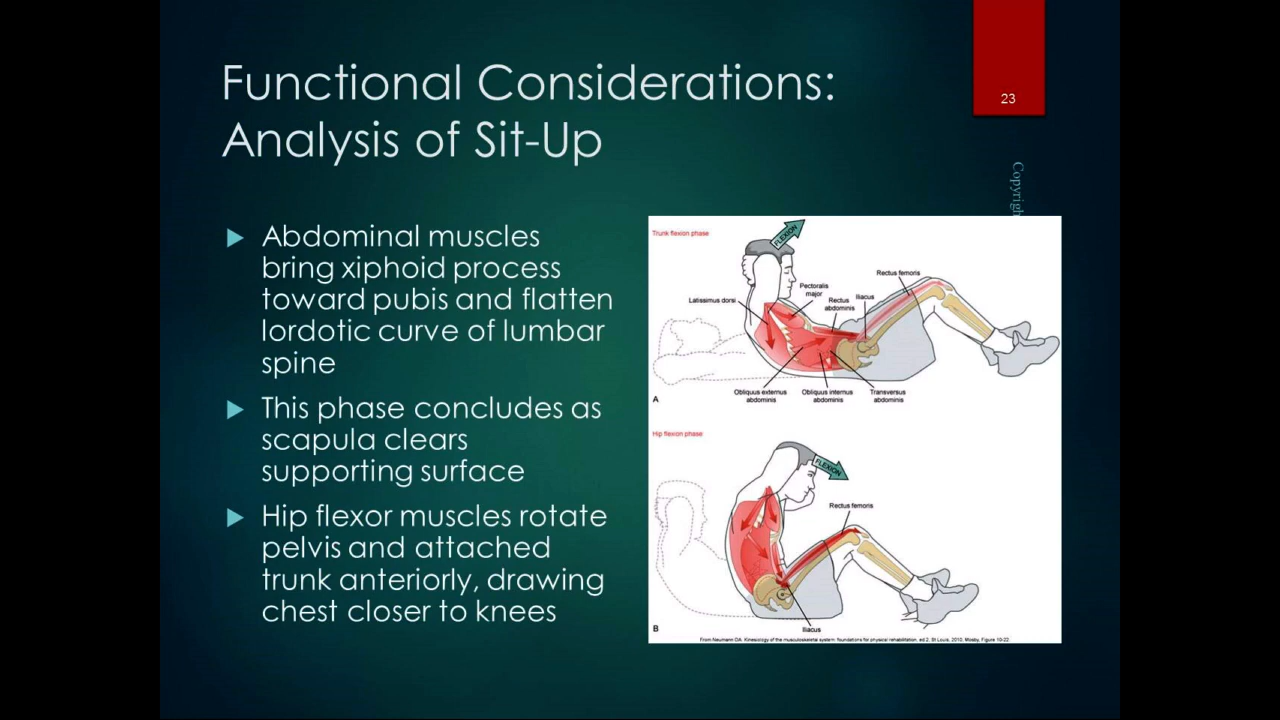 Functional Considerations:
Analysis of Sit-Up
23
Copyrigh
Abdominal muscles
bring xiphoid process
toward pubis and flatten
lordotic curve of lumbar
spine
This phase concludes as
scapula clears
supporting surface
Hip flexor muscles rotate
pelvis and attached
trunk anteriorly, drawing
chest closer to knees
Trunk flexion phase
FLEXION
Rectus femoris
Pectoralis
major
Latissimus dorsi
Rectus
abdominis
Iliacus
Obliquus externus
abdominis
Obliquus internus
abdominis
Transversus
abdominis
A
Hip flexion phase
FLEXION
Rectus femoris
Iliacus
B
From Neumann DA: Kinesiology of the musculoskeletal system: foundations for physical rehabilitation, ed 2, St Louis, 2010, Mosby, Figure 10-22.